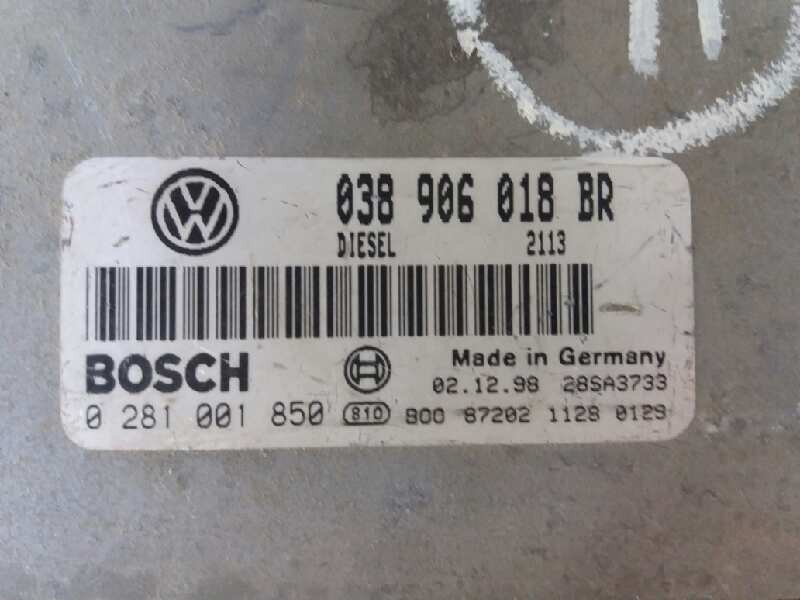 038 906 018 BR
DIESEL 2113
BOSCH
Made in Germany
02.12.98 28SA3733
0 281 001 850 810 800 87202 1128 0129